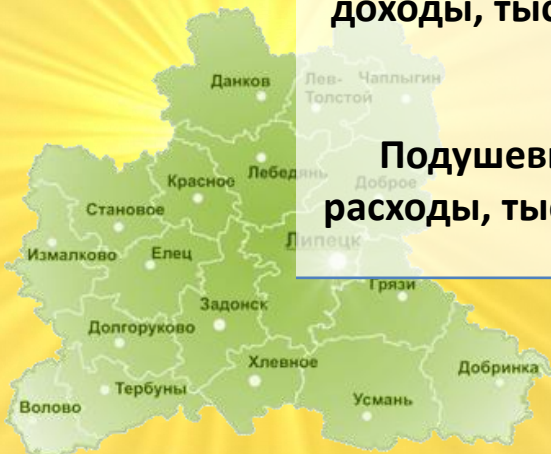 доходы, тыс
Данков
Лев-
Толстой
Чаплыгин
Подушев
расходы, тыс
Лебедянь
Доброе
Красное
Становое
Липецк
Измалково
Елец
Грязи
Задонск
Долгоруково
Хлевное
Добринка
Тербуны
Усмань
Волово